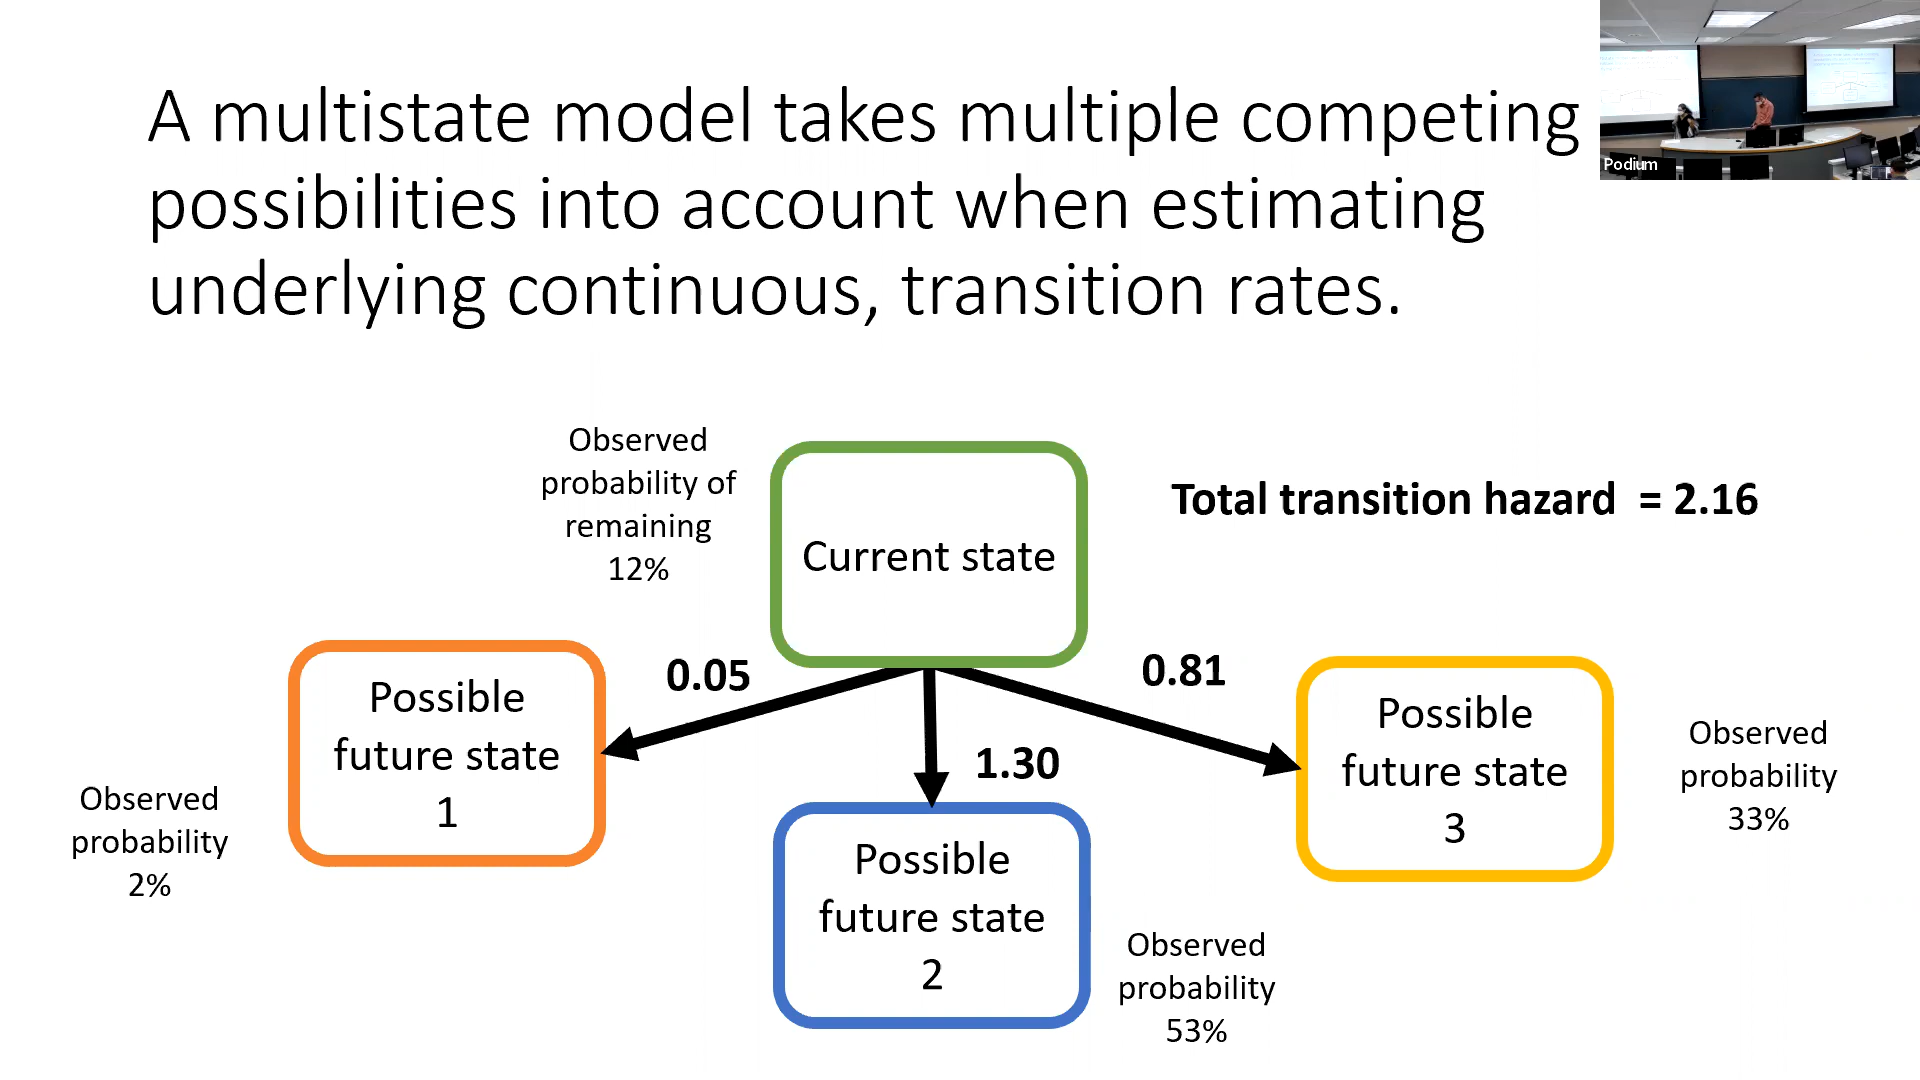 A multistate model takes multiple competing
possibilities into account when estimating
underlying continuous, transition rates.
Podium
Observed
probability of
remaining
12%
Current state
Total transition hazard = 2.16
0.05
1.30
0.81
Possible
future state
1
Observed
probability
2%
Possible
future state
2
Observed
probability
53%
Possible
future state
3
Observed
probability
33%